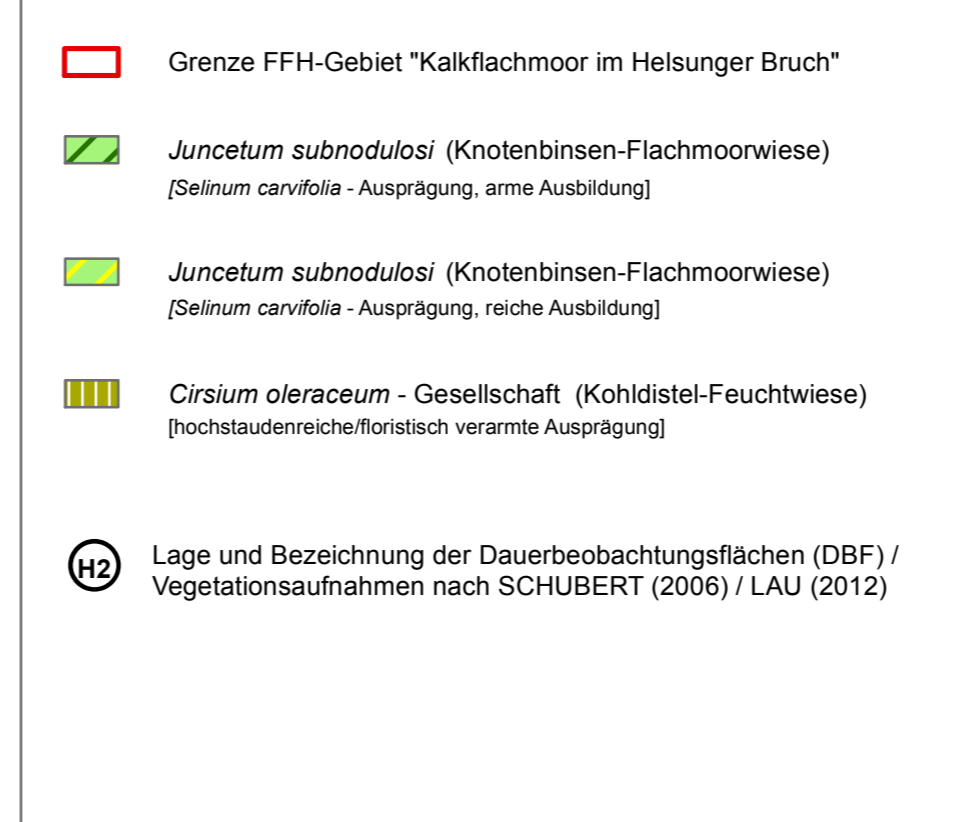 Grenze FFH-Gebiet "Kalkflachmoor im Helsunger Bruch"
Juncetum subnodulosi (Knotenbinsen-Flachmoorwiese)
[Selinum carvifolia - Ausprägung, arme Ausbildung]
Juncetum subnodulosi (Knotenbinsen-Flachmoorwiese)
[Selinum carvifolia - Ausprägung, reiche Ausbildung]
Cirsium oleraceum - Gesellschaft (Kohldistel-Feuchtwiese)
[hochstaudenreiche/floristisch verarmte Ausprägung]
H2
Lage und Bezeichnung der Dauerbeobachtungsflächen (DBF) /
Vegetationsaufnahmen nach SCHUBERT (2006) / LAU (2012)